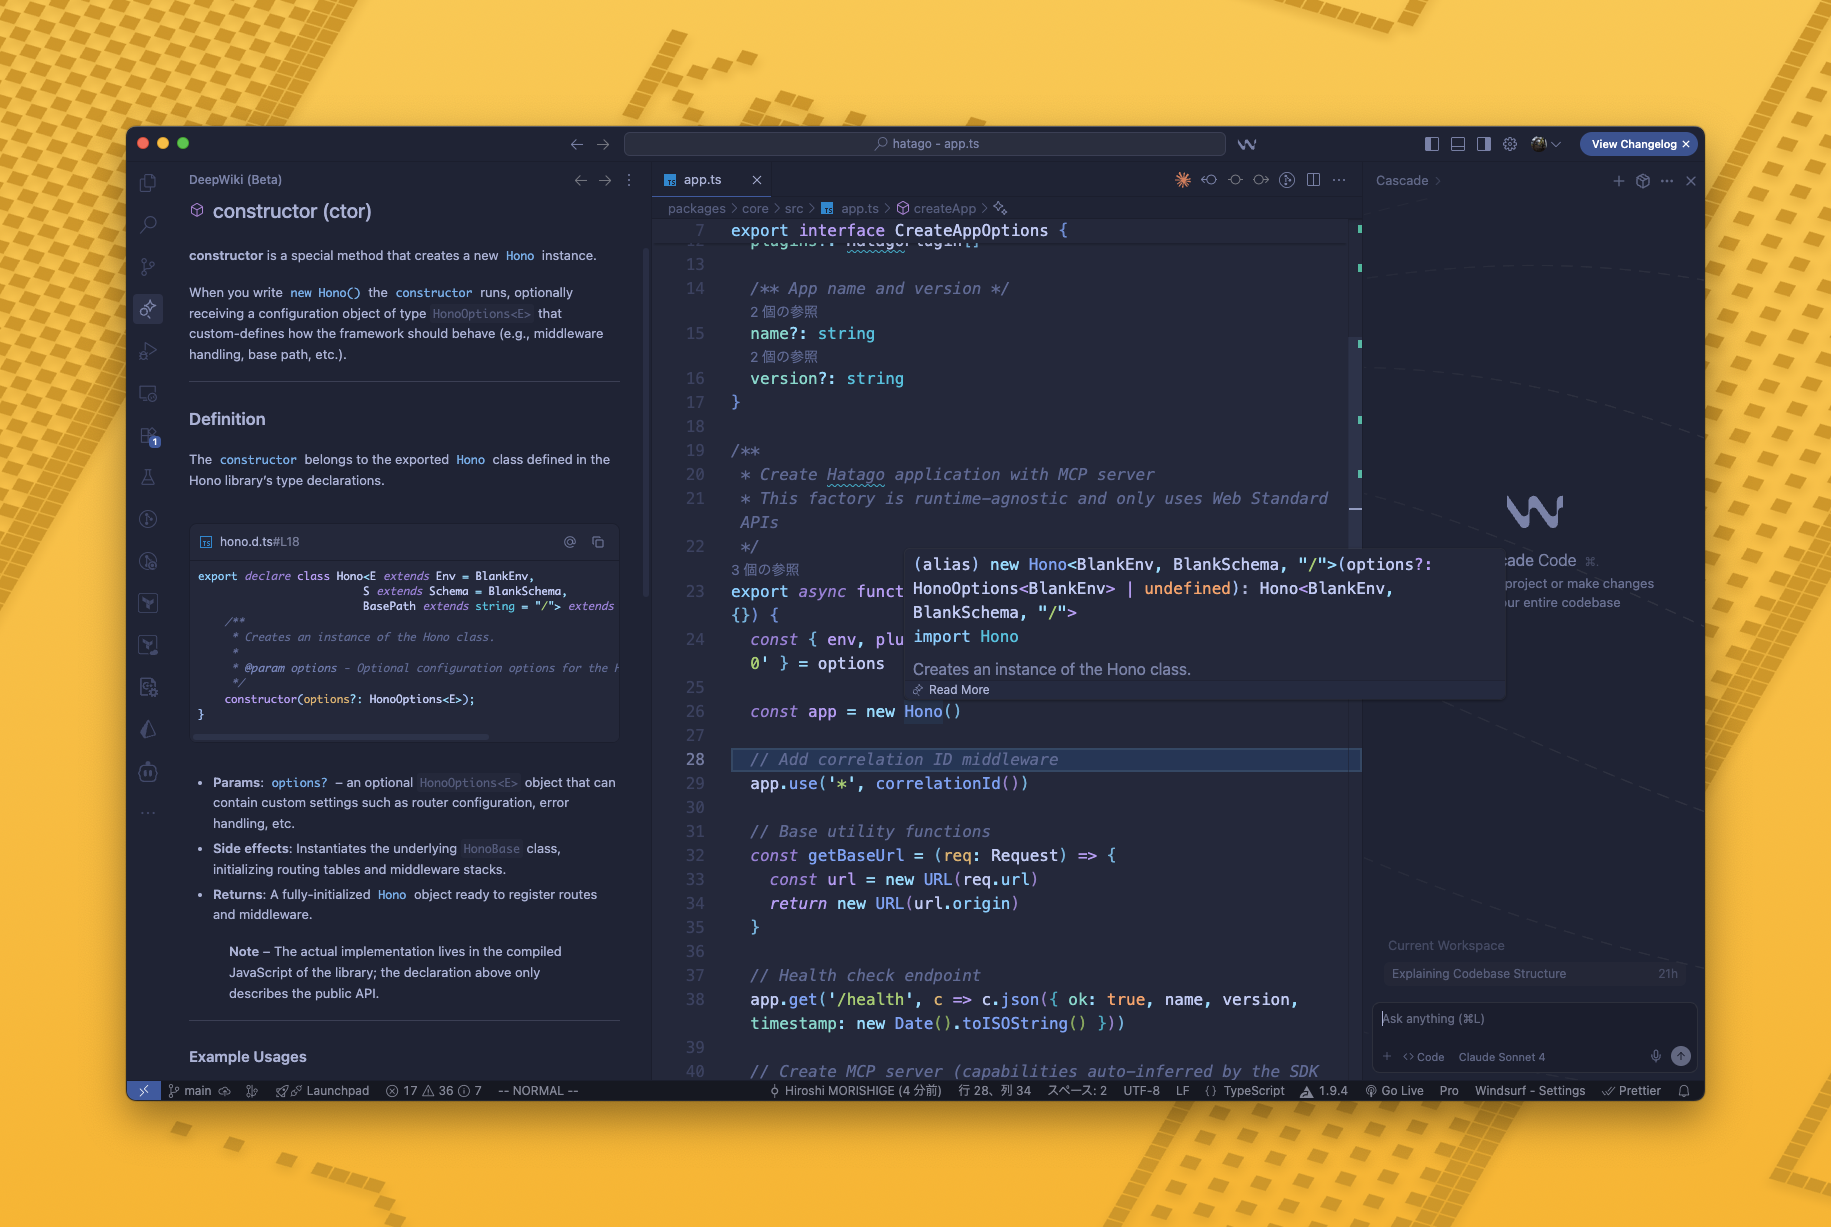 hatago - app.ts
View Changelog ×
DeepWiki (Beta)
constructor (ctor)
constructor is a special method that creates a new Hono instance.
When you write new Hono() the constructor runs, optionally
receiving a configuration object of type HonoOptions<E> that
custom-defines how the framework should behave (e.g., middleware
handling, base path, etc.).
Definition
The constructor belongs to the exported Hono class defined in the
Hono library's type declarations.
hono.d.ts#L18
export declare class Hono<E extends Env = BlankEnv,
S extends Schema = BlankSchema,
BasePath extends string = "/"> extends
/**
* Creates an instance of the Hono class.
*
* @param options - Optional configuration options for the
*/
constructor(options?: HonoOptions<E>);
}
• Params: options? – an optional HonoOptions<E> object that can
contain custom settings such as router configuration, error
handling, etc.
• Side effects: Instantiates the underlying HonoBase class,
initializing routing tables and middleware stacks.
• Returns: A fully-initialized Hono object ready to register routes
and middleware.
Note – The actual implementation lives in the compiled
JavaScript of the library; the declaration above only
describes the public API.
Example Usages
1
TS app.ts ×
packages > core > src > TS app.ts > createApp >
7 export interface CreateAppOptions {
12 plugins?: HatagoPlugin[]
13
14 /** App name and version */
2 個の参照
15 name?: string
2 個の参照
16 version?: string
17 }
18
19 /**
20 * Create Hatago application with MCP server
21 * This factory is runtime-agnostic and only uses Web Standard
APIs
22 */
3 個の参照
23 export async funct
{}) {
24 const { env, plu
0' } = options
25
26 const app = new Hono()
27
28 // Add correlation ID middleware
29 app.use('*', correlationId())
30
31 // Base utility functions
32 const getBaseUrl = (req: Request) => {
33 const url = new URL(req.url)
34 return new URL(url.origin)
35 }
36
37 // Health check endpoint
38 app.get('/health', c => c.json({ ok: true, name, version,
timestamp: new Date().toISOString() }))
39
40 // Create MCP server (capabilities auto-inferred by the SDK
(alias) new Hono<BlankEnv, BlankSchema, "/">(options?:
HonoOptions<BlankEnv> | undefined): Hono<BlankEnv,
BlankSchema, "/">
import Hono
Creates an instance of the Hono class.
Read More
Cascade >
cade Code ⌘.
project or make changes
our entire codebase
Current Workspace
Explaining Codebase Structure 21h
Ask anything (⌘L)
+ <> Code Claude Sonnet 4
main Launchpad 17 36 7 -- NORMAL -- Hiroshi MORISHIGE (4 分前) 行 28、列 34 スペース: 2 UTF-8 LF {} TypeScript 1.9.4 Go Live Pro Windsurf - Settings Prettier